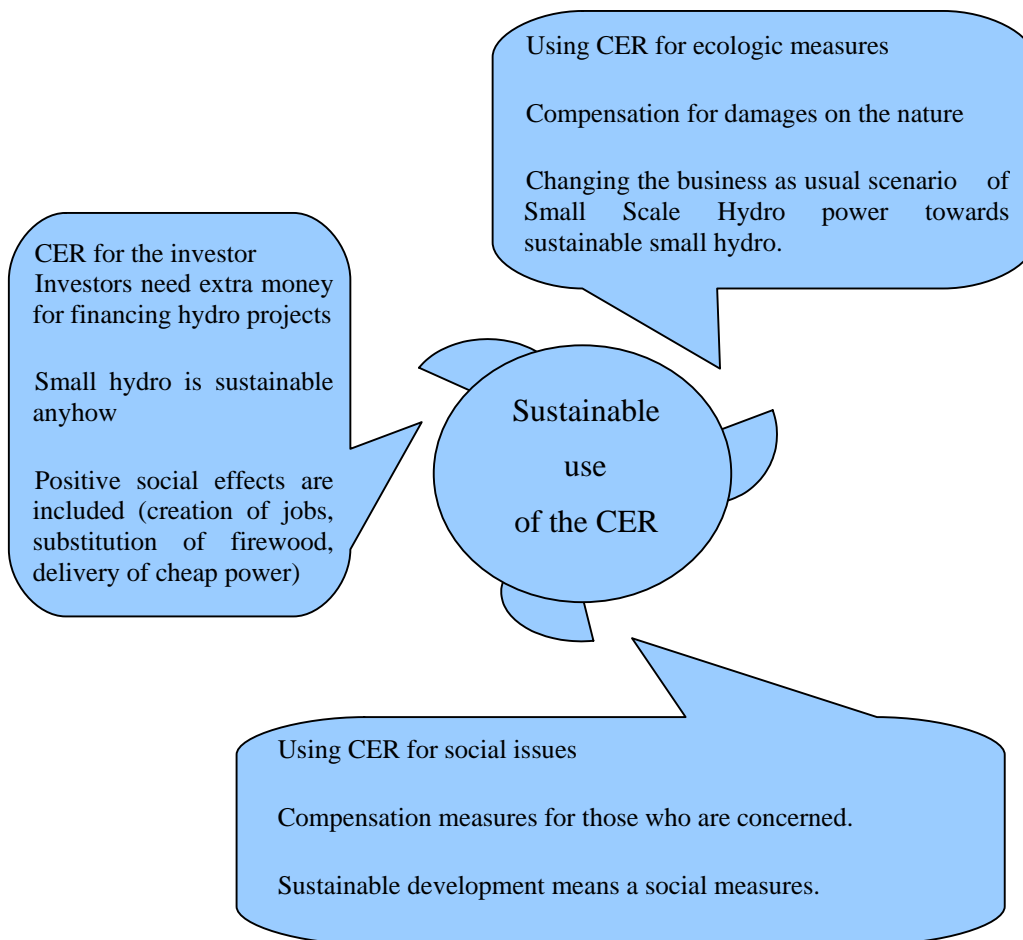 Using CER for ecologic measures
Compensation for damages on the nature
Changing the business as usual scenario of
Small Scale Hydro power towards
sustainable small hydro.
CER for the investor
Investors need extra money
for financing hydro projects
Small hydro is sustainable
anyhow
Positive social effects are
included (creation of jobs,
substitution of firewood,
delivery of cheap power)
Sustainable
use
of the CER
Using CER for social issues
Compensation measures for those who are concerned.
Sustainable development means a social measures.